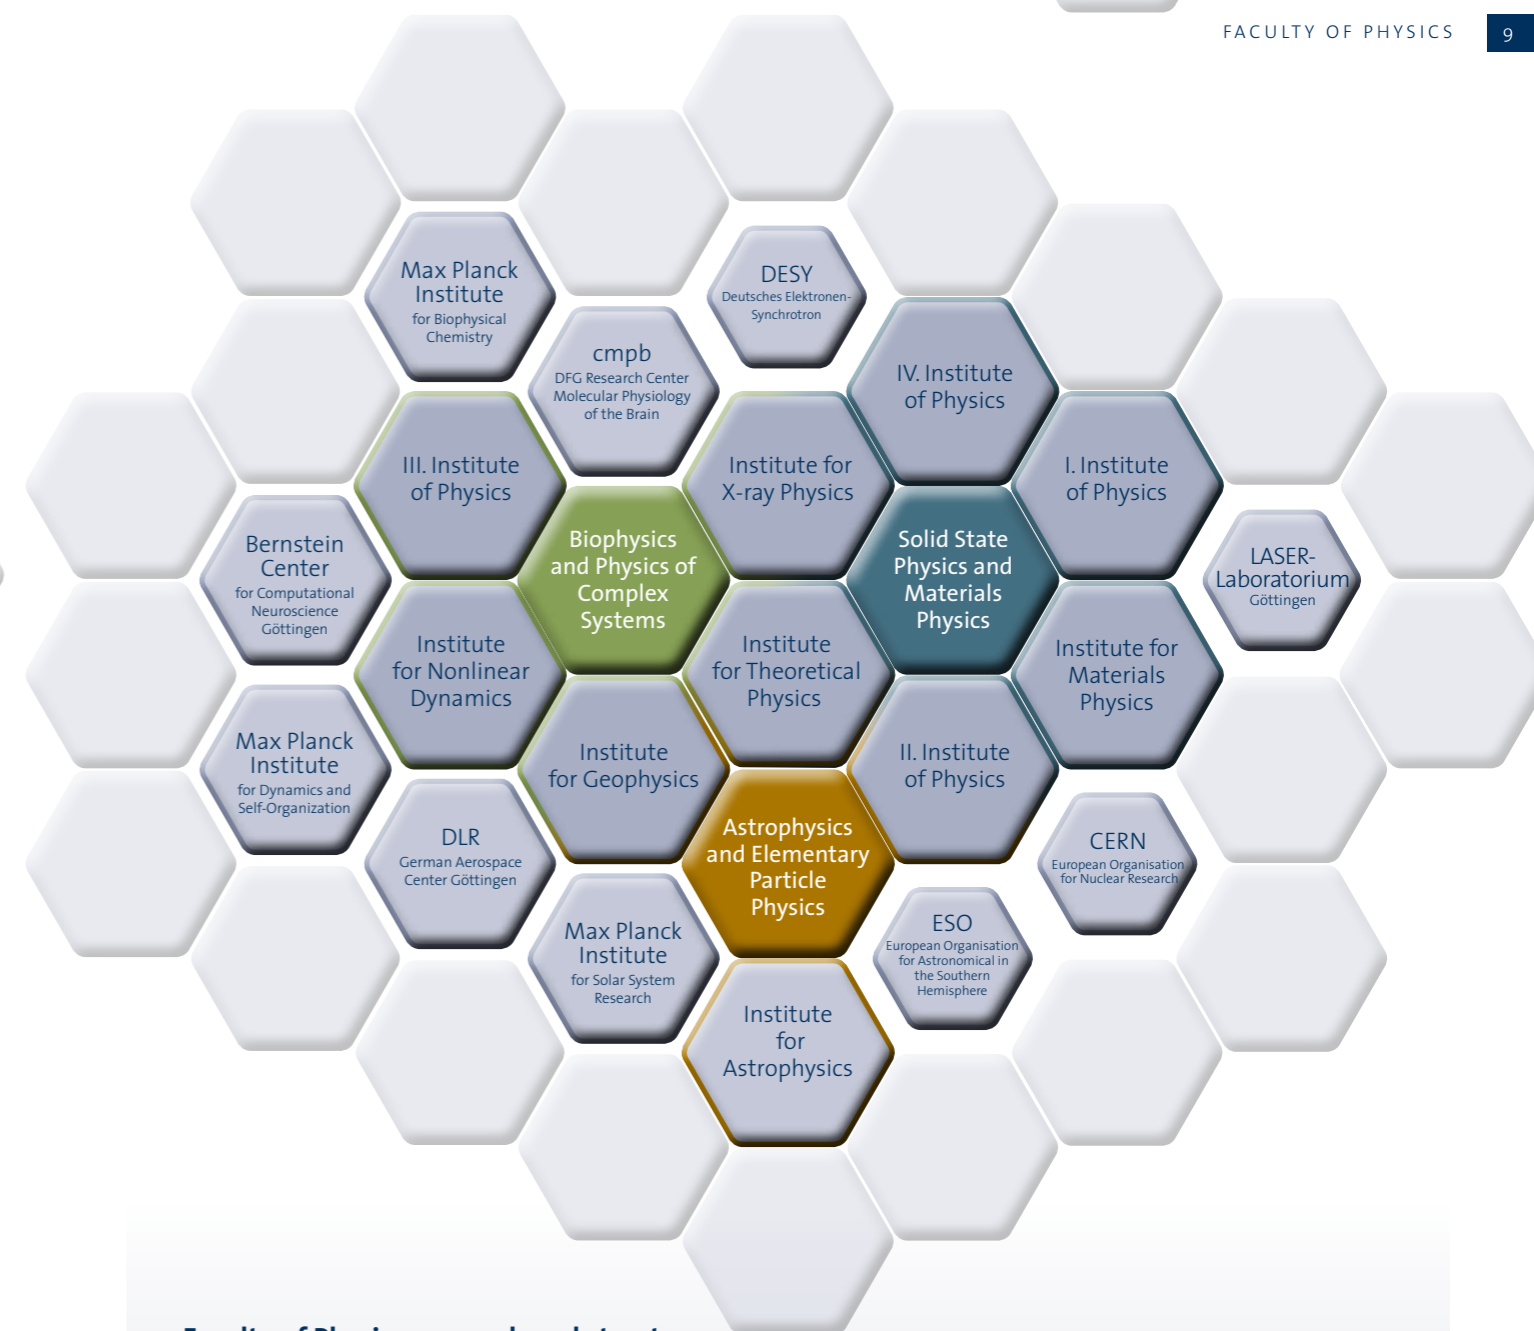 FACULTY OF PHYSICS
9
Max Planck
Institute
for Biophysical
Chemistry
DESY
Deutsches Elektronen-
Synchrotron
cmpb
DFG Research Center
Molecular Physiology
of the Brain
IV. Institute
of Physics
III. Institute
of Physics
Institute for
X-ray Physics
I. Institute
of Physics
Bernstein
Center
for Computational
Neuroscience
Göttingen
Biophysics
and Physics of
Complex
Systems
Solid State
Physics and
Materials
Physics
LASER-
Laboratorium
Göttingen
Institute
for Nonlinear
Dynamics
Institute
for Theoretical
Physics
Institute for
Materials
Physics
Max Planck
Institute
for Dynamics and
Self-Organization
Institute
for Geophysics
II. Institute
of Physics
DLR
German Aerospace
Center Göttingen
Astrophysics
and Elementary
Particle
Physics
CERN
European Organisation
for Nuclear Research
Max Planck
Institute
for Solar System
Research
ESO
European Organisation
for Astronomical in
the Southern
Hemisphere
Institute
for
Astrophysics